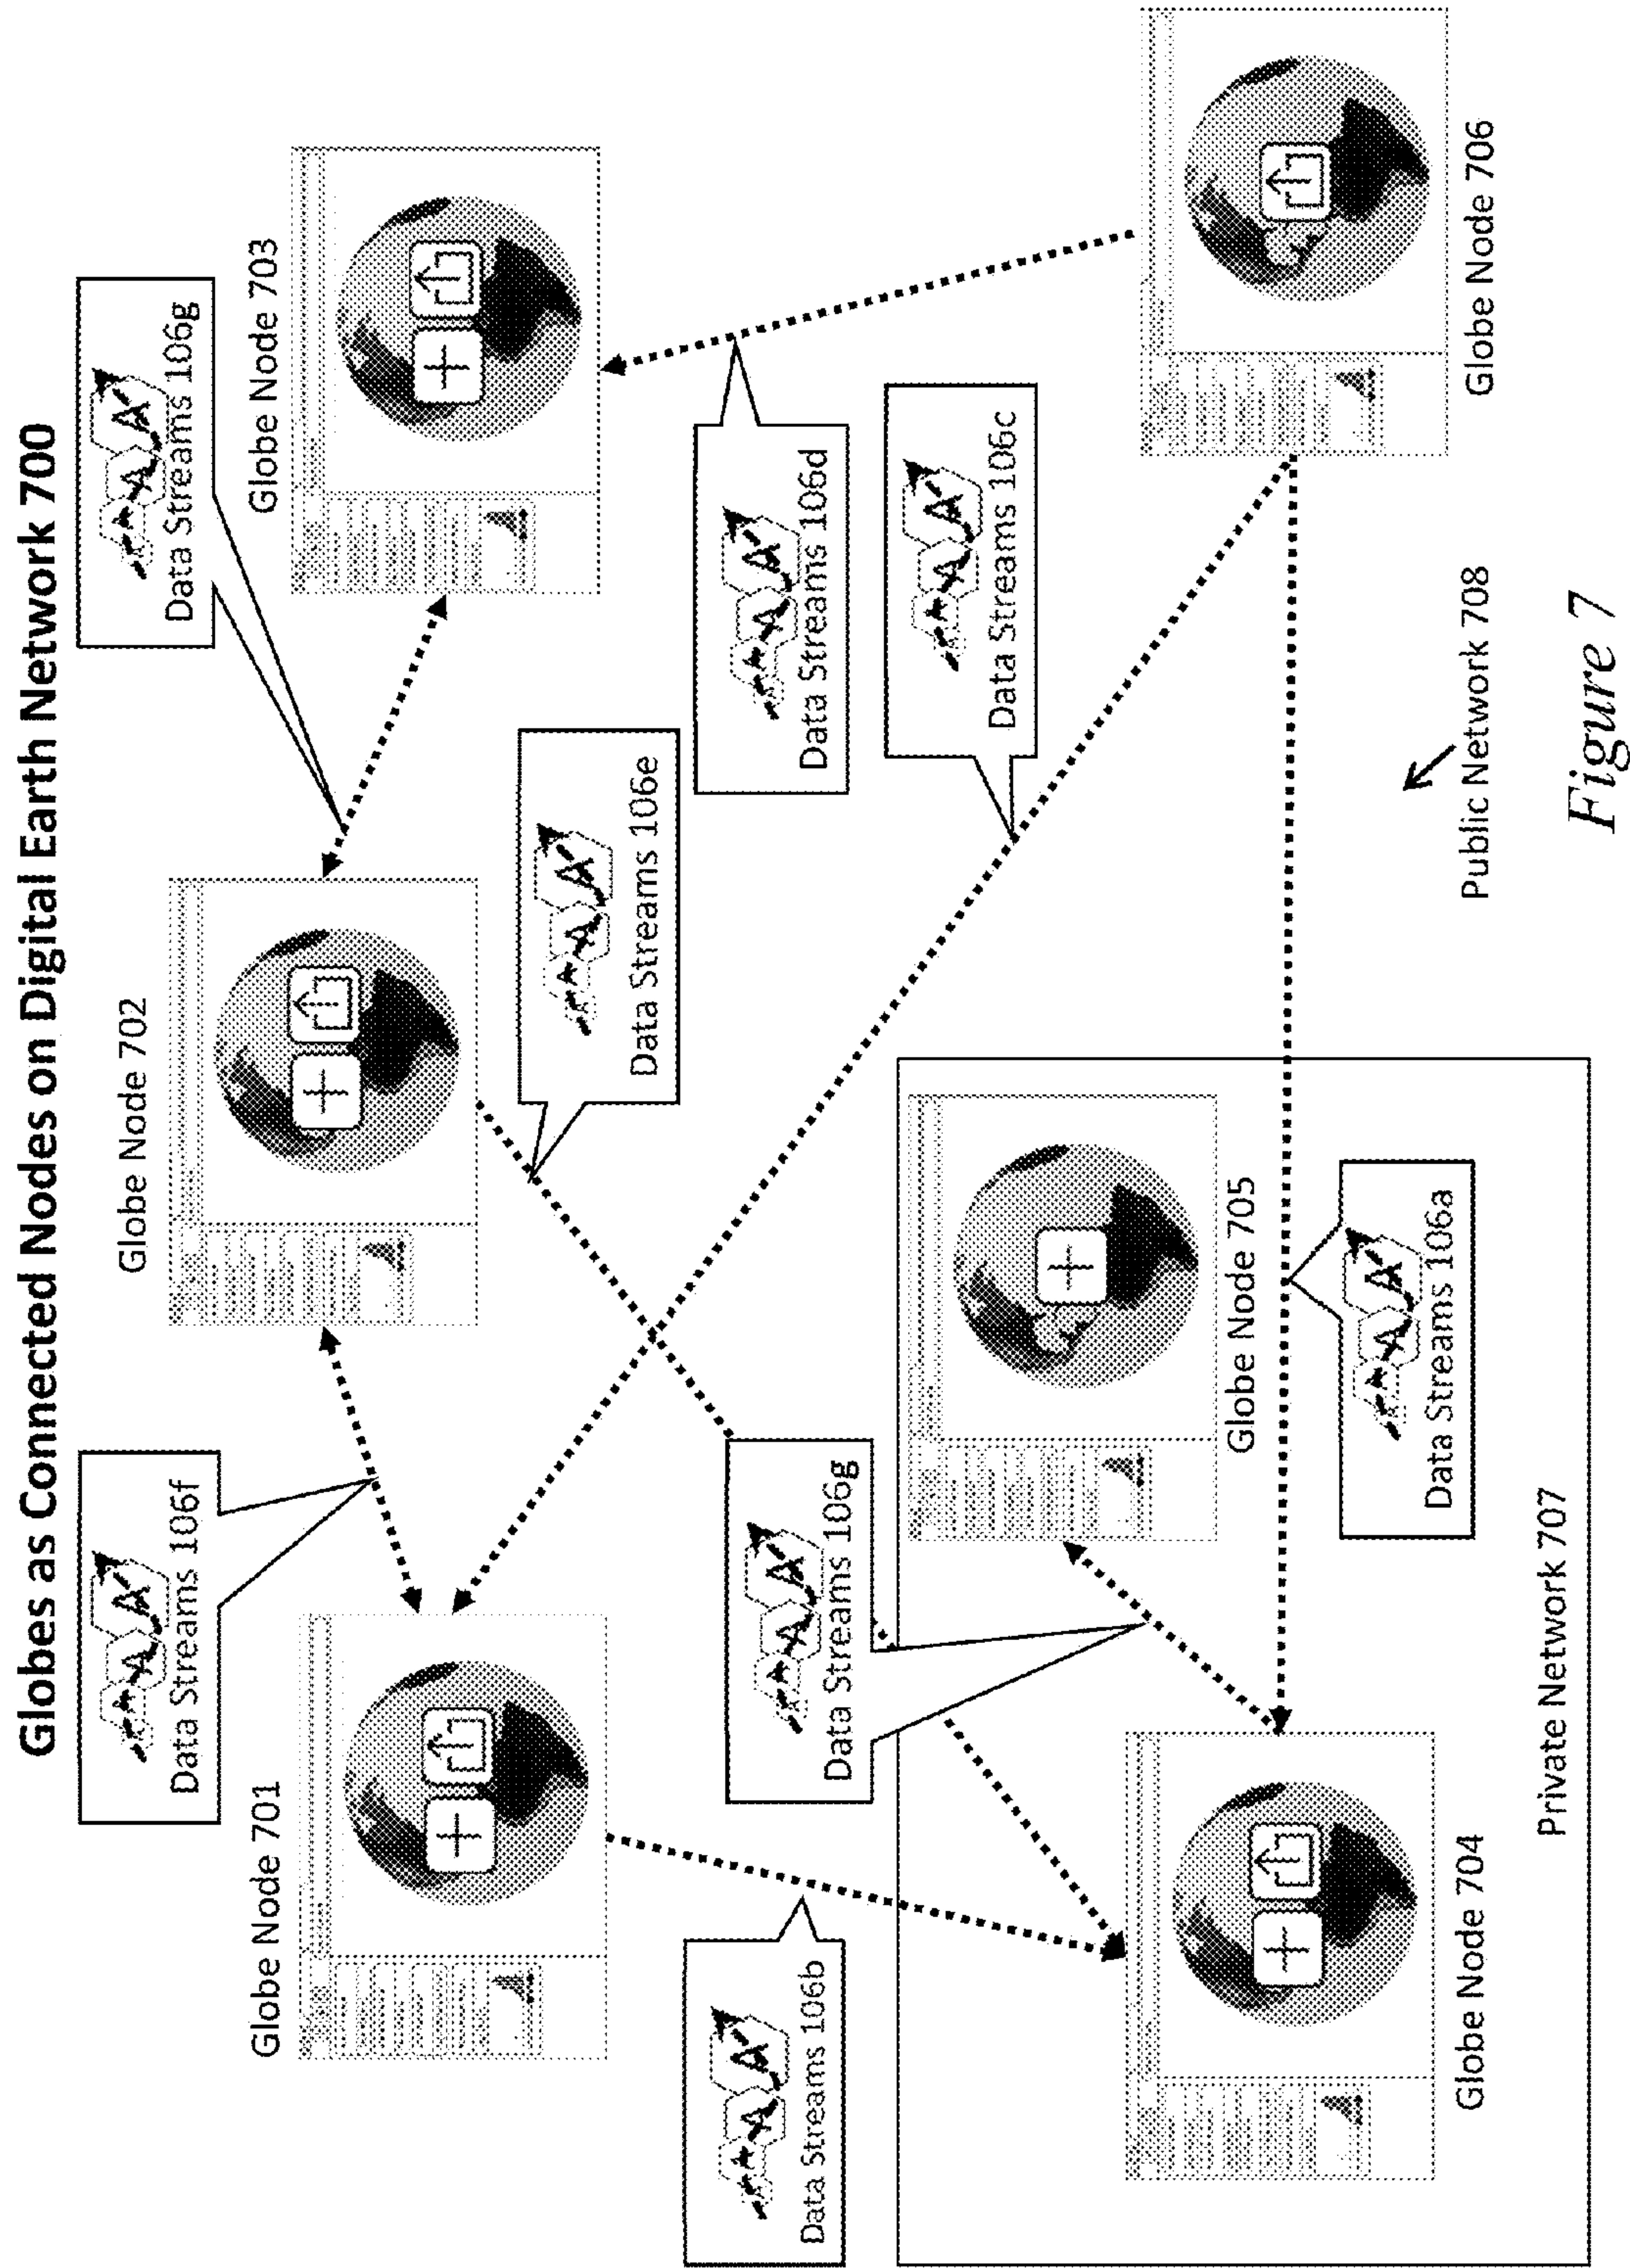 Globes as Connected Nodes on Digital Earth Network 700
Data Streams 106f
Data Streams 106g
Globe Node 701
Globe Node 702
Globe Node 703
Data Streams 106b
Data Streams 106g
Data Streams 106e
Data Streams 106d
Data Streams 106c
Globe Node 704
Globe Node 705
Data Streams 106a
Globe Node 706
Private Network 707
Public Network 708
Figure 7